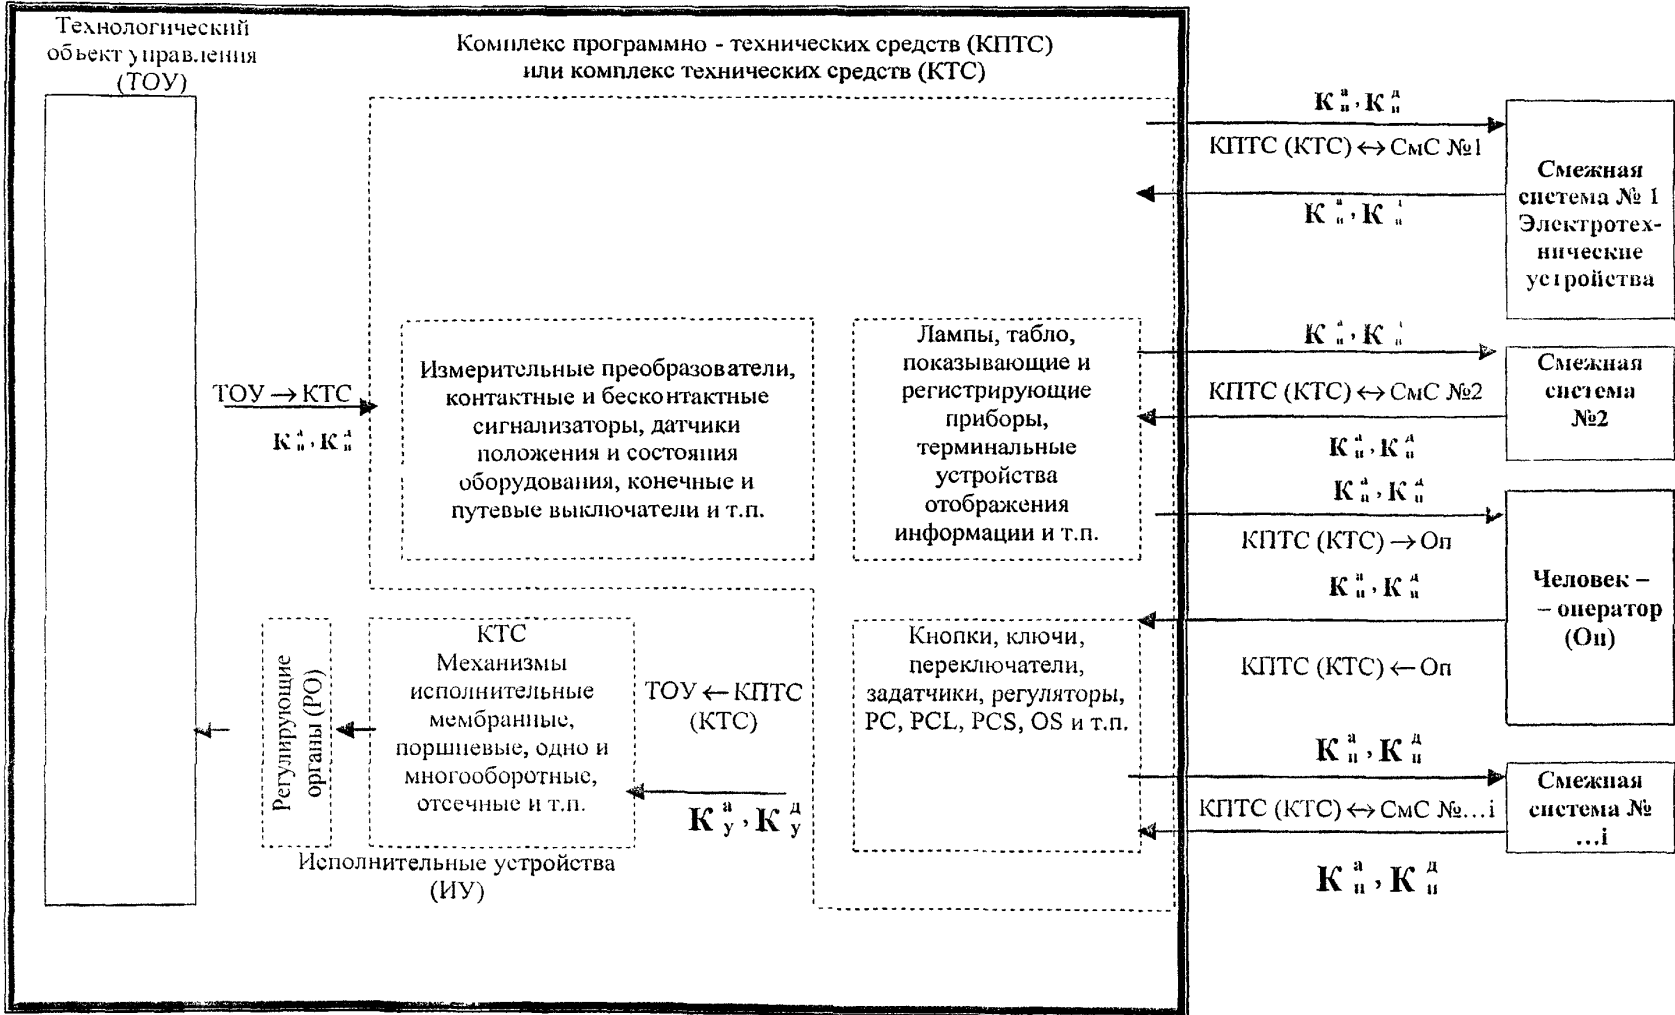 Технологический
объект управления
(ТОУ)
Комплекс программно - технических средств (КПТС)
или комплекс технических средств (КТС)
К а и , К д и
КПТС (КТС) ↔ СмС №1
К а и , К
Смежная
система № 1
Электротех-
нические
устройства
ТОУ → КТС
К а и , К д и
Измерительные преобразователи,
контактные и бесконтактные
сигнализаторы, датчики
положения и состояния
оборудования, конечные и
путевые выключатели и т.п.
Лампы, табло,
показывающие и
регистрирующие
приборы,
терминальные
устройства
отображения
информации и т.п.
К а и , К
КПТС (КТС) ↔ СмС №2
К а и , К д и
Смежная
система
№2
К а и , К д и
КПТС (КТС) → Оп
К а и , К д и
КПТС (КТС) ← Оп
Человек –
– оператор
(Оп)
Регулирующие
органы (РО)
КТС
Механизмы
исполнительные
мембранные,
поршневые, одно и
многооборотные,
отсечные и т.п.
Исполнительные устройства
(ИУ)
ТОУ ← КПТС
(КТС)
К а у , К д у
Кнопки, ключи,
переключатели,
задатчики, регуляторы,
PC, PCL, PCS, OS и т.п.
К а и , К д и
КПТС (КТС) ↔ СмС №…i
К а и , К д и
Смежная
система №
…i